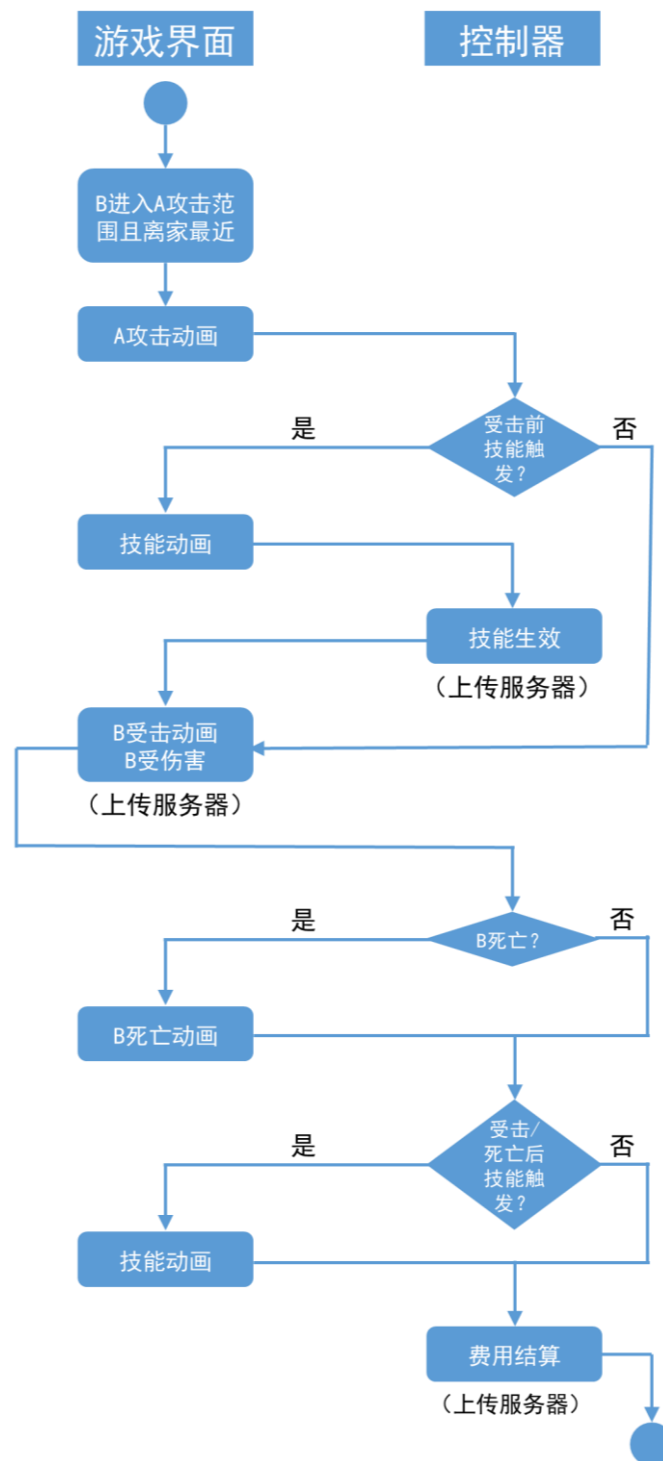 游戏界面
控制器
B进入A攻击范
围且离家最近
A攻击动画
受击前
技能触
发?
是
否
技能动画
技能生效
(上传服务器)
B受击动画
B受伤害
(上传服务器)
B死亡?
是
否
B死亡动画
受击/
死亡后
技能触
发?
是
否
技能动画
费用结算
(上传服务器)